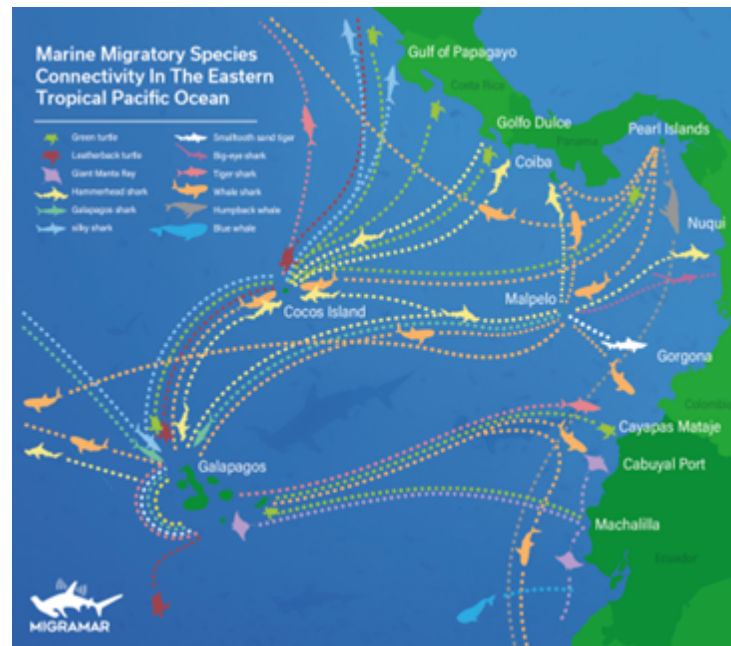 Marine Migratory Species
Connectivity In The Eastern
Tropical Pacific Ocean
Green turtle
Leatherback turtle
Giant Manta Ray
Hammerhead shark
Galapagos shark
silky shark
Smalltooth sand tiger
Big-eye shark
Tiger shark
Whale shark
Humpback whale
Blue whale
Gulf of Papagayo
Costa Rica
Golfo Dulce
Pearl Islands
Panama
Coiba
Nuqui
Cocos Island
Malpelo
Gorgona
Colombia
Cayapas Mataje
Galapagos
Cabuyal Port
Machalilla
Ecuador
MIGRAMAR